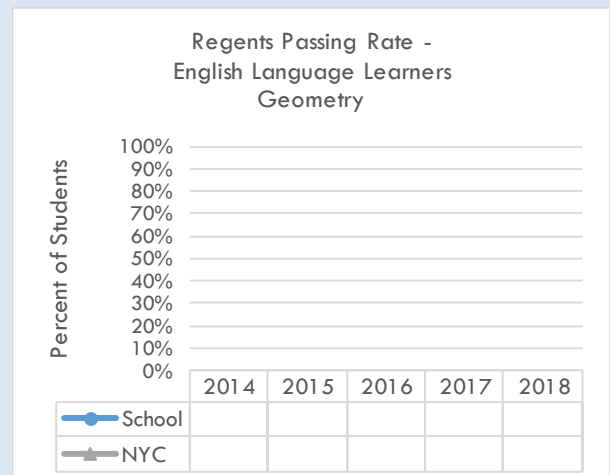 Regents Passing Rate -
English Language Learners
Geometry
Percent of Students
100%
90%
80%
70%
60%
50%
40%
30%
20%
10%
0%
2014 2015 2016 2017 2018
School
NYC